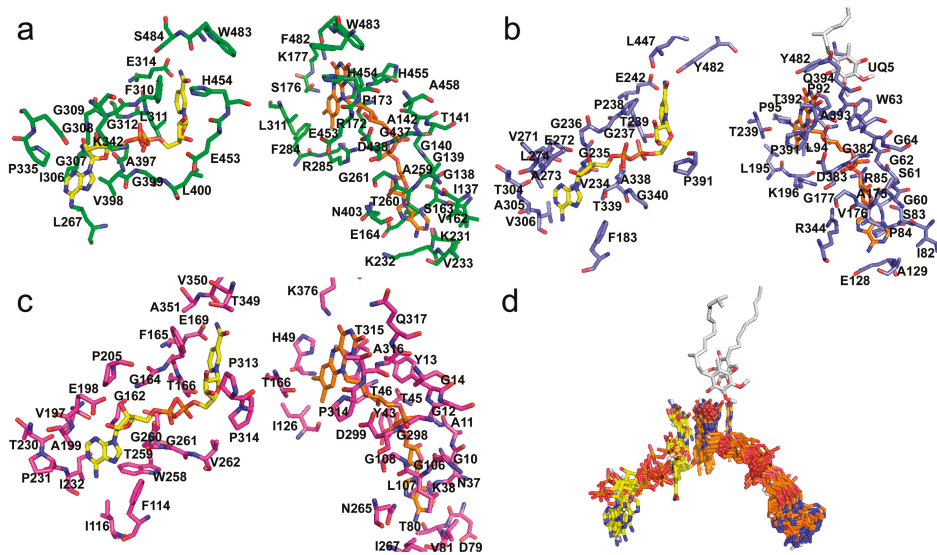 a
S484
W483
E314
F310
H454
G309
L311
G308
G312
K342
P335
G307
A397
E453
I306
G399
L400
V398
L267
W483
F482
K177
H454
H455
S176
P173
A458
A142
T141
L311
E453
R172
G437
G140
F284
D438
R285
G139
A259
G138
G261
I137
T260
S163
V162
N403
E164
K231
K232
V233
b
L447
E242
Y482
P238
T239
G236
G237
V271
E272
L274
G235
A273
P391
T304
V234
A338
A305
G340
V306
T339
F183
UQ5
Y482
Q394
P92
T392
W63
P95
A393
T239
G64
P391
L94
G382
G62
L195
D383
R85
S61
K196
A175
G177
G60
V176
S83
R344
P84
I82
E128
A129
c
V350
A351
T349
E169
F165
P205
P313
G164
E198
T166
G162
V197
P314
T230
A199
G260
G261
T259
V262
P231
I232
W258
F114
I116
K376
Q317
T315
H49
A316
Y13
T166
G14
T46
T45
P314
Y43
G12
I126
A11
D299
G298
G108
G10
G106
N37
L107
K38
N265
T80
I267
V81
D79
d